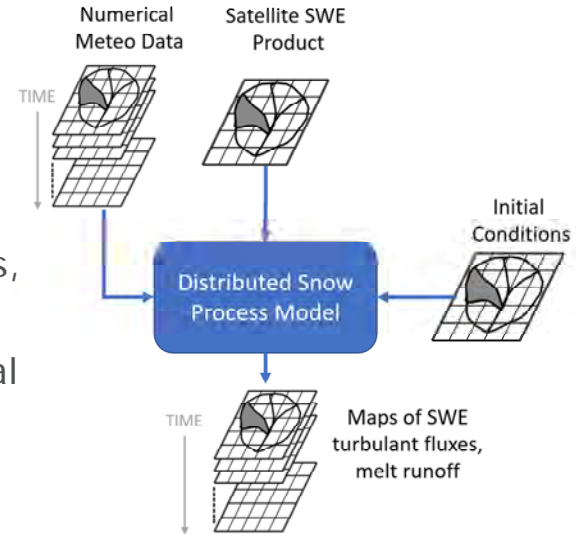 Numerical
Meteo Data
Satellite SWE
Product
TIME
Initial
Conditions
s,
al
Distributed Snow
Process Model
TIME
Maps of SWE
turbulant fluxes,
melt runoff